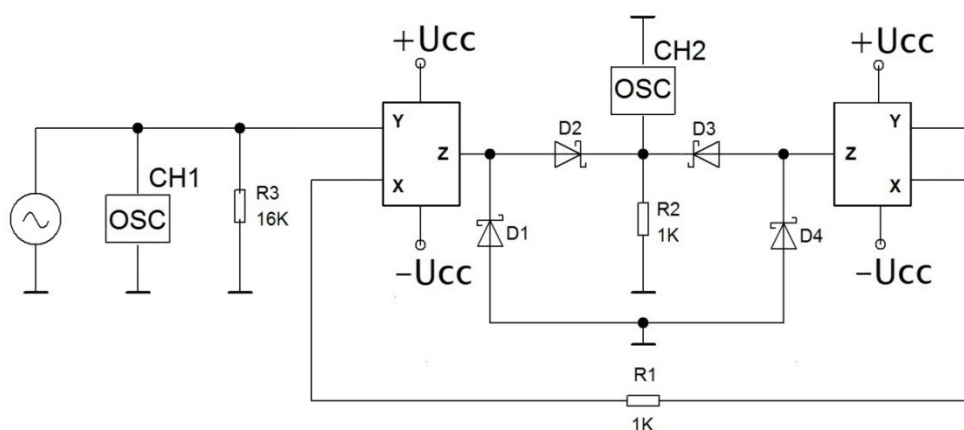 +Ucc
CH2
+Ucc
OSC
Y
D2
D3
Y
Z
Z
CH1
X
X
R3
R2
OSC
16K
D1
1K
D4
−Ucc
−Ucc
R1
1K